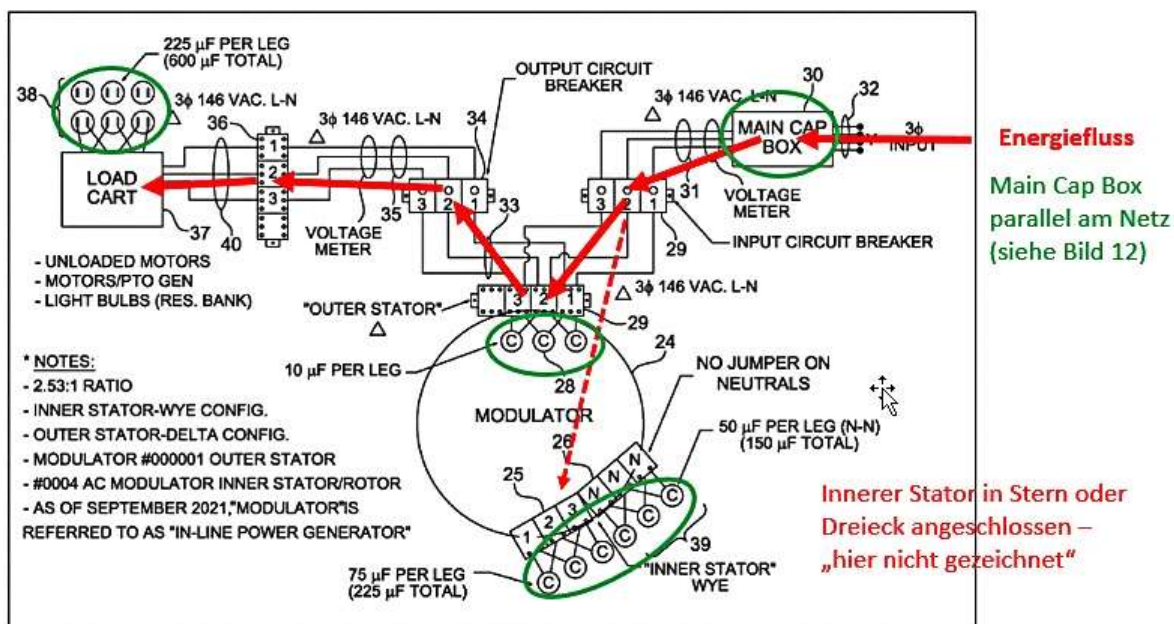 225 µF PER LEG
(600 µF TOTAL)
38
3ϕ 146 VAC. L-N
36
1
2
3
LOAD
CART
37
40
- UNLOADED MOTORS
- MOTORS/PTO GEN
- LIGHT BULBS (RES. BANK)
3ϕ 146 VAC. L-N
VOLTAGE
METER
35
OUTPUT CIRCUIT
BREAKER
34
3 2 1
33
3ϕ 146 VAC. L-N
30
32
MAIN CAP
BOX
3ϕ
INPUT
31
VOLTAGE
METER
3 2 1
29
INPUT CIRCUIT BREAKER
"OUTER STATOR"
3 2 1
3ϕ 146 VAC. L-N
29
C C C
10 µF PER LEG
28
24
MODULATOR
NO JUMPER ON
NEUTRALS
50 µF PER LEG (N-N)
(150 µF TOTAL)
26
25
1 2 3 N N N
C C C C C C
39
"INNER STATOR"
WYE
75 µF PER LEG
(225 µF TOTAL)
* NOTES:
- 2.53:1 RATIO
- INNER STATOR-WYE CONFIG.
- OUTER STATOR-DELTA CONFIG.
- MODULATOR #000001 OUTER STATOR
- #0004 AC MODULATOR INNER STATOR/ROTOR
- AS OF SEPTEMBER 2021,"MODULATOR"IS
REFERRED TO AS "IN-LINE POWER GENERATOR"
Energiefluss
Main Cap Box
parallel am Netz
(siehe Bild 12)
Innerer Stator in Stern oder
Dreieck angeschlossen –
„hier nicht gezeichnet“